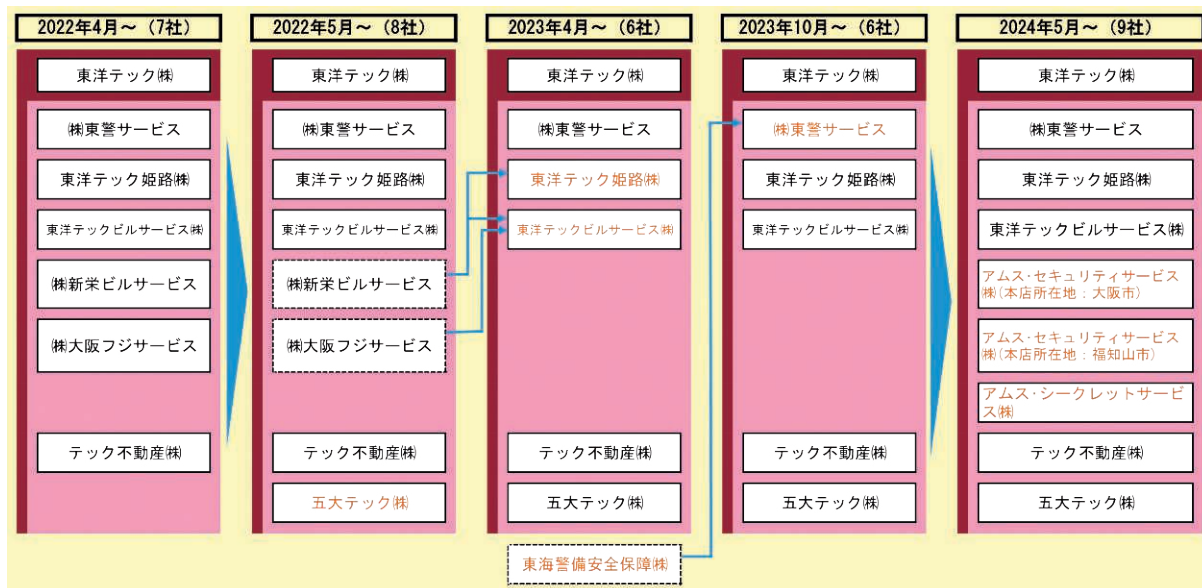 2022年4月～（7社）
東洋テック㈱
㈱東警サービス
東洋テック姫路㈱
東洋テックビルサービス㈱
㈱新栄ビルサービス
㈱大阪フジサービス
テック不動産㈱
2022年5月～（8社）
東洋テック㈱
㈱東警サービス
東洋テック姫路㈱
東洋テックビルサービス㈱
㈱新栄ビルサービス
㈱大阪フジサービス
テック不動産㈱
五大テック㈱
2023年4月～（6社）
東洋テック㈱
㈱東警サービス
東洋テック姫路㈱
東洋テックビルサービス㈱
テック不動産㈱
五大テック㈱
東海警備安全保障㈱
2023年10月～（6社）
東洋テック㈱
㈱東警サービス
東洋テック姫路㈱
東洋テックビルサービス㈱
テック不動産㈱
五大テック㈱
2024年5月～（9社）
東洋テック㈱
㈱東警サービス
東洋テック姫路㈱
東洋テックビルサービス㈱
アムス・セキュリティサービス
㈱（本店所在地：大阪市）
アムス・セキュリティサービス
㈱（本店所在地：福知山市）
アムス・シークレットサービ
ス㈱
テック不動産㈱
五大テック㈱